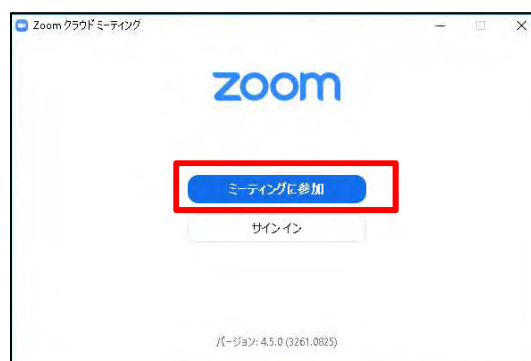 Zoom クラウドミーティング
zoom
ミーティングに参加
サインイン
バージョン: 4.5.0 (3261.0825)